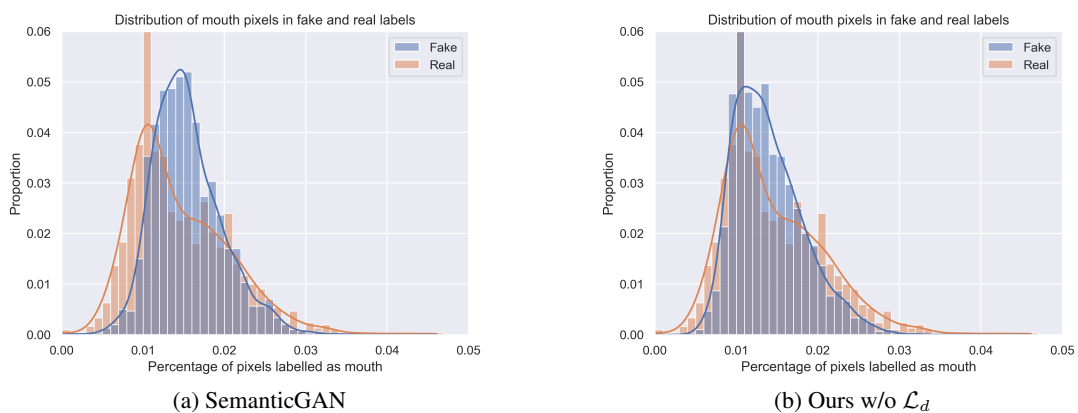 Distribution of mouth pixels in fake and real labels
0.06
0.05
0.04
0.03
0.02
0.01
0.00
Proportion
Fake
Real
0.00 0.01 0.02 0.03 0.04 0.05
Percentage of pixels labelled as mouth
(a) SemanticGAN
Distribution of mouth pixels in fake and real labels
0.06
0.05
0.04
0.03
0.02
0.01
0.00
Proportion
Fake
Real
0.00 0.01 0.02 0.03 0.04 0.05
Percentage of pixels labelled as mouth
(b) Ours w/o ℒ_d